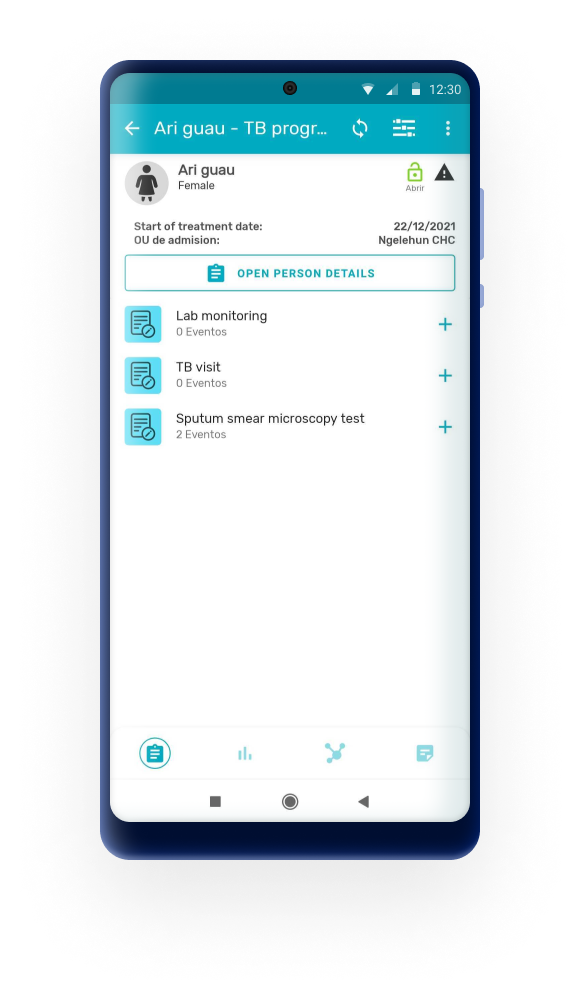 12:30
Ari guau - TB progr...
Ari guau
Female
Abrir
Start of treatment date: 22/12/2021
OU de admision: Ngelehun CHC
OPEN PERSON DETAILS
Lab monitoring
0 Eventos
TB visit
0 Eventos
Sputum smear microscopy test
2 Eventos